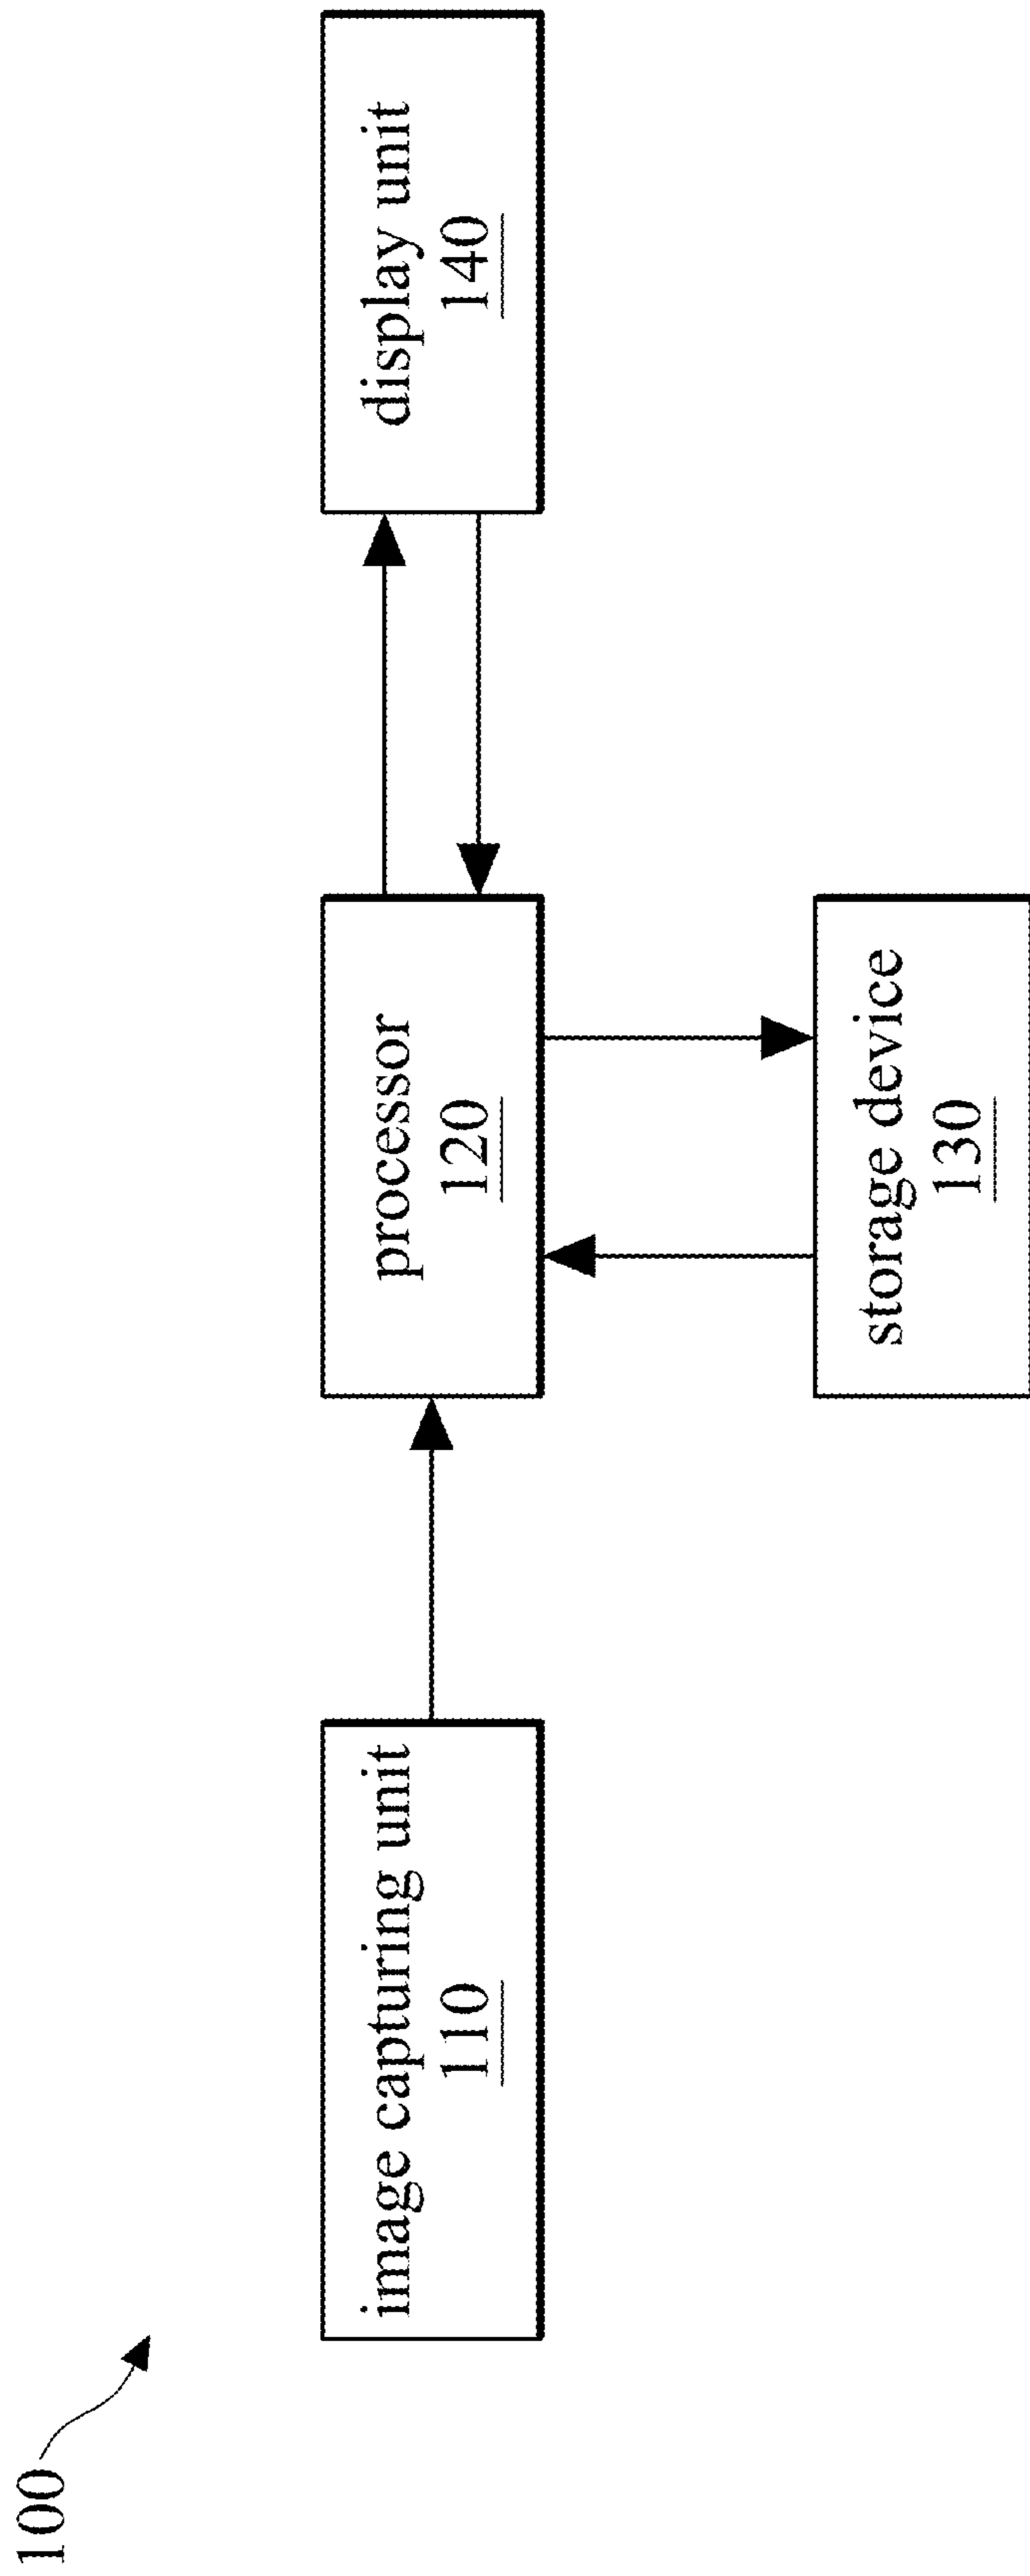 100
image capturing unit
110
processor
120
display unit
140
storage device
130